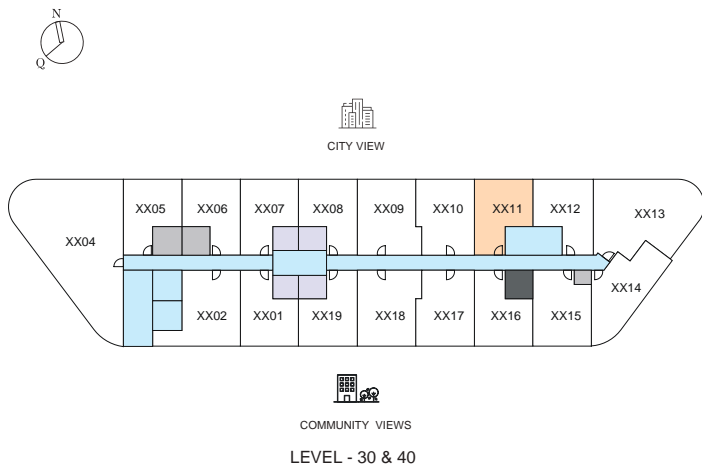 N
Q
CITY VIEW
XX05 XX06 XX07 XX08 XX09 XX10 XX11 XX12
XX13
XX04
XX14
XX02 XX01 XX19 XX18 XX17 XX16 XX15
COMMUNITY VIEWS
LEVEL - 30 & 40